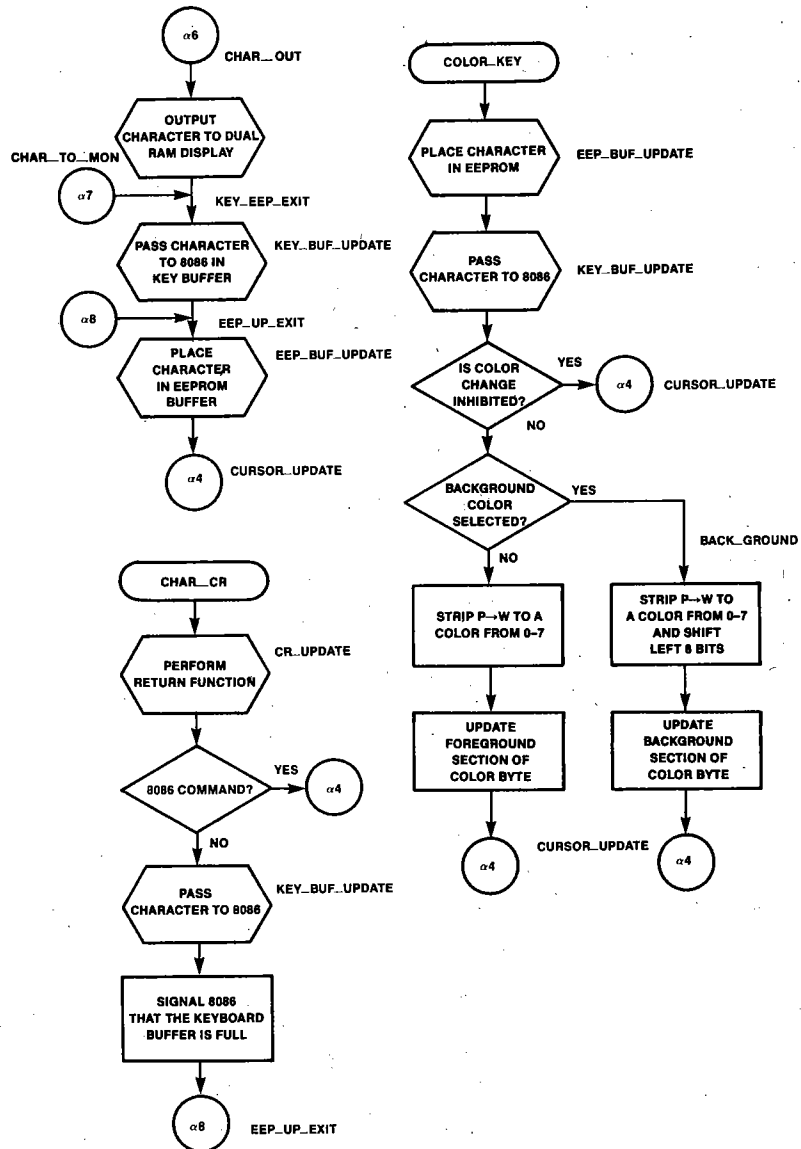 α6
CHAR_OUT
OUTPUT
CHARACTER TO DUAL
RAM DISPLAY
CHAR_TO_MON
α7
KEY_EEP_EXIT
PASS CHARACTER
TO 8086 IN
KEY BUFFER
KEY_BUF_UPDATE
α8
EEP_UP_EXIT
PLACE
CHARACTER
IN EEPROM
BUFFER
EEP_BUF_UPDATE
α4
CURSOR_UPDATE
CHAR_CR
PERFORM
RETURN FUNCTION
CR_UPDATE
8086 COMMAND?
YES
α4
NO
PASS
CHARACTER TO 8086
KEY_BUF_UPDATE
SIGNAL 8086
THAT THE KEYBOARD
BUFFER IS FULL
α8
EEP_UP_EXIT
COLOR_KEY
PLACE CHARACTER
IN EEPROM
EEP_BUF_UPDATE
PASS
CHARACTER TO 8086
KEY_BUF_UPDATE
IS COLOR
CHANGE
INHIBITED?
YES
α4
CURSOR_UPDATE
NO
BACKGROUND
COLOR
SELECTED?
YES
BACK_GROUND
NO
STRIP P→W TO A
COLOR FROM 0–7
STRIP P→W TO
A COLOR FROM 0–7
AND SHIFT
LEFT 8 BITS
UPDATE
FOREGROUND
SECTION OF
COLOR BYTE
UPDATE
BACKGROUND
SECTION OF
COLOR BYTE
α4
CURSOR_UPDATE
α4